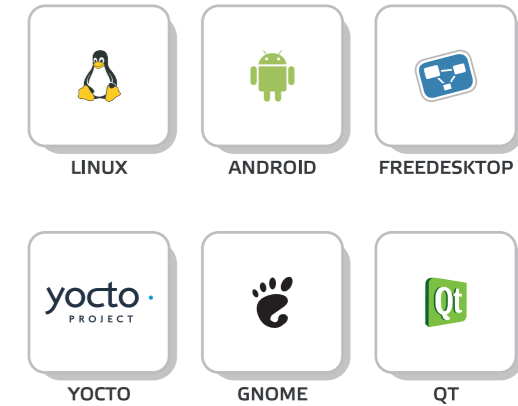 LINUX
ANDROID
FREEDESKTOP
yocto
PROJECT
Qt
YOCTO
GNOME
QT